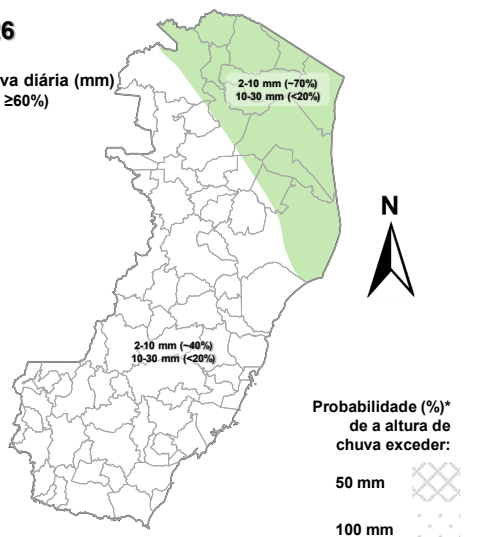 26
va diária (mm)
≥60%)
2-10 mm (~70%)
10-30 mm (<20%)
N
2-10 mm (~40%)
10-30 mm (<20%)
Probabilidade (%)*
de a altura de
chuva exceder:
50 mm
100 mm